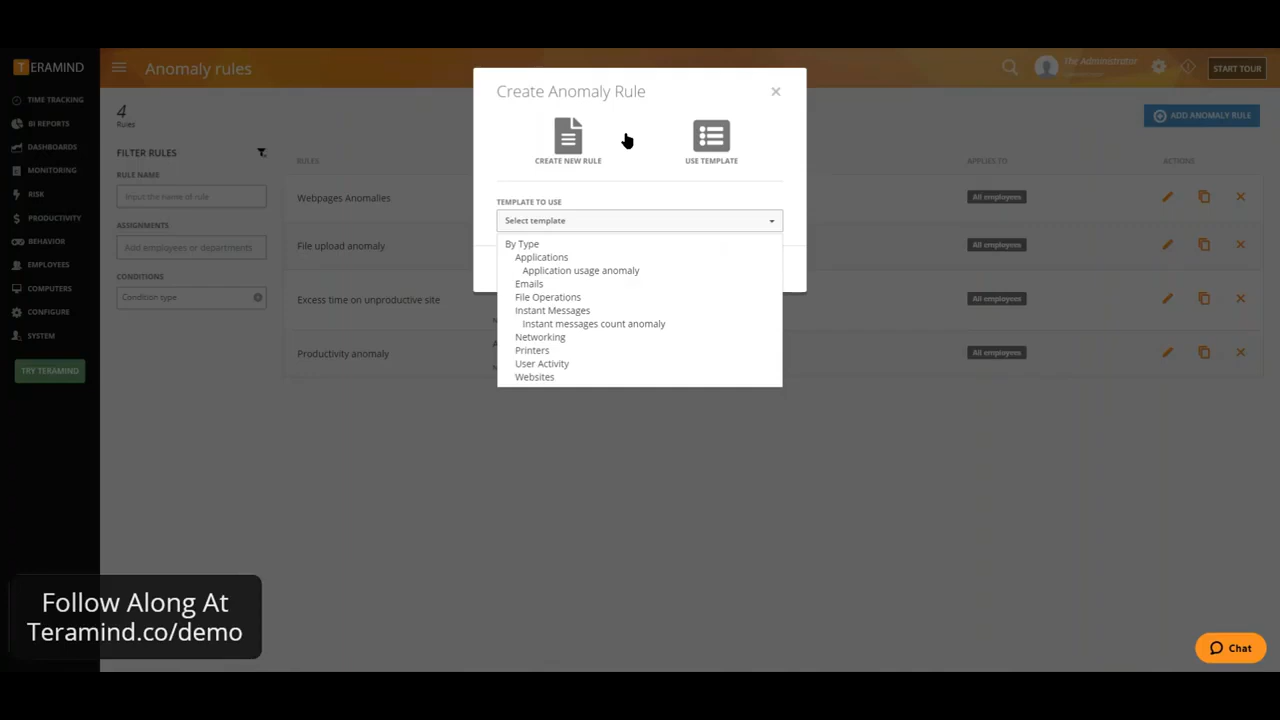 TERAMIND
Anomaly rules
The Administrator
START TOUR
TIME TRACKING
BI REPORTS
DASHBOARDS
MONITORING
RISK
PRODUCTIVITY
BEHAVIOR
EMPLOYEES
COMPUTERS
CONFIGURE
SYSTEM
TRY TERAMIND
4
Rules
ADD ANOMALY RULE
FILTER RULES
RULE NAME
Input the name of rule
ASSIGNMENTS
Add employees or departments
CONDITIONS
Condition type
RULES
APPLIES TO
ACTIONS
Webpages Anomalies
All employees
File upload anomaly
All employees
Excess time on unproductive site
All employees
Productivity anomaly
All employees
Create Anomaly Rule
CREATE NEW RULE
USE TEMPLATE
TEMPLATE TO USE
Select template
By Type
Applications
Application usage anomaly
Emails
File Operations
Instant Messages
Instant messages count anomaly
Networking
Printers
User Activity
Websites
Follow Along At
Teramind.co/demo
Chat